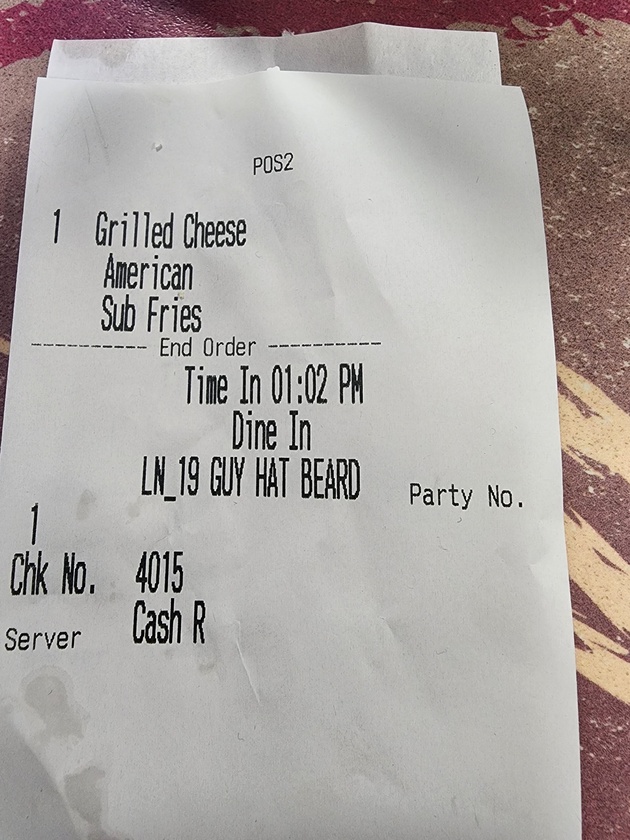 POS2
1 Grilled Cheese
American
Sub Fries
---------- End Order ----------
Time In 01:02 PM
Dine In
LN_19 GUY HAT BEARD Party No.
1
Chk No. 4015
Server Cash R